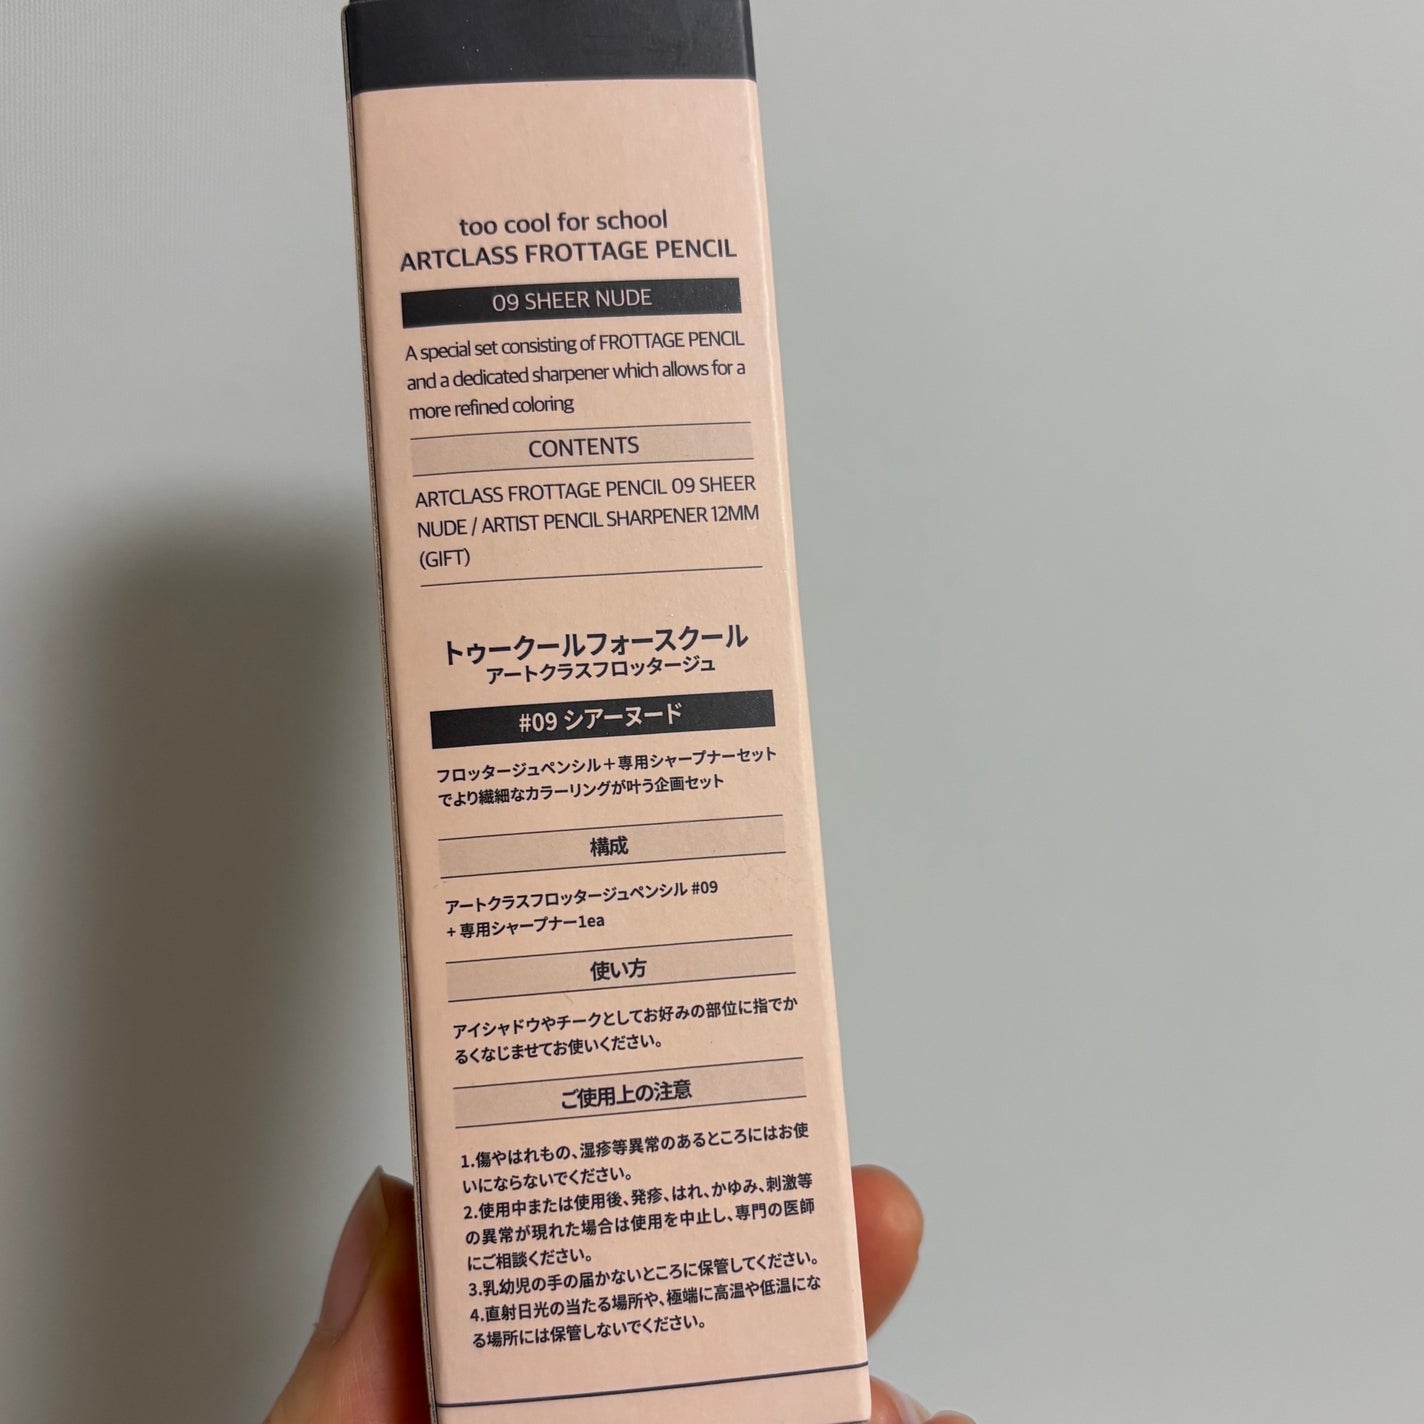 too cool for school
ARTCLASS FROTTAGE PENCIL
09 SHEER NUDE
A special set consisting of FROTTAGE PENCIL
and a dedicated sharpener which allows for a
more refined coloring
CONTENTS
ARTCLASS FROTTAGE PENCIL 09 SHEER
NUDE / ARTIST PENCIL SHARPENER 12MM
(GIFT)
トゥークールフォースクール
アートクラスフロッタージュ
#09 シアーヌード
フロッタージュペンシル＋専用シャープナーセット
でより繊細なカラーリングが叶う企画セット
構成
アートクラスフロッタージュペンシル #09
+ 専用シャープナー1ea
使い方
アイシャドウやチークとしてお好みの部位に指でか
るくなじませてお使いください。
ご使用上の注意
1.傷やはれもの、湿疹等異常のあるところにはお使
いにならないでください。
2.使用中または使用後、発疹、はれ、かゆみ、刺激等
の異常が現れた場合は使用を中止し、専門の医師
にご相談ください。
3.乳幼児の手の届かないところに保管してください。
4.直射日光の当たる場所や、極端に高温や低温にな
る場所には保管しないでください。